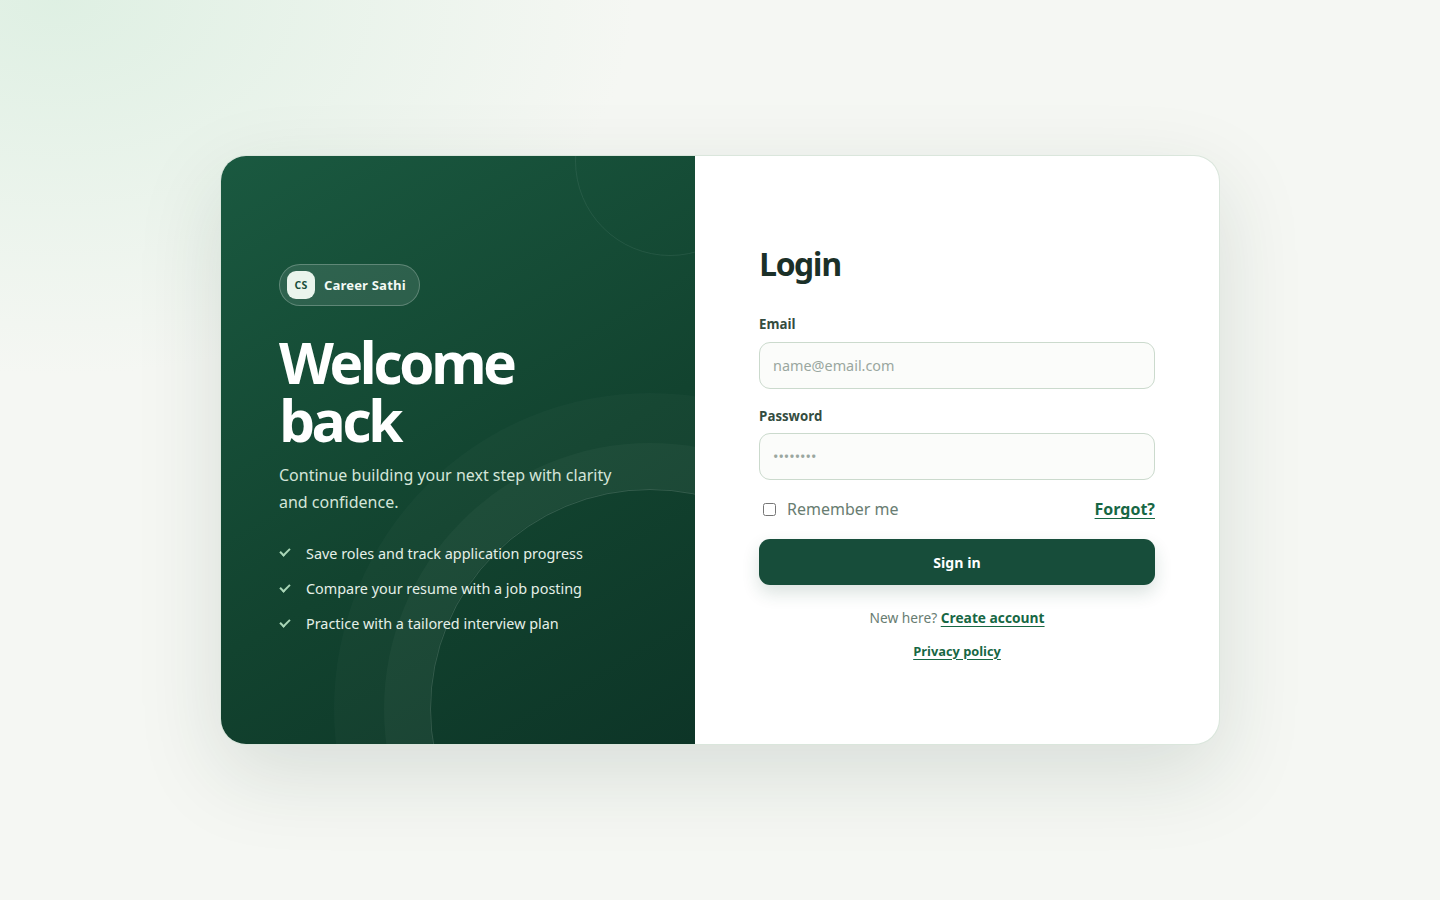 CS Career Sathi
Welcome
back
Continue building your next step with clarity
and confidence.
Save roles and track application progress
Compare your resume with a job posting
Practice with a tailored interview plan
Login
Email
name@email.com
Password
••••••••
Remember me Forgot?
Sign in
New here? Create account
Privacy policy